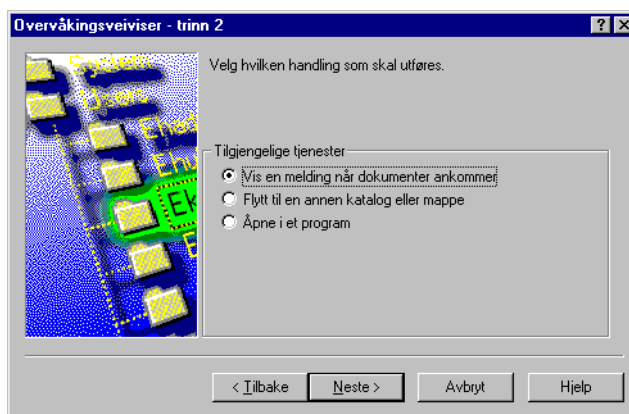 Overvåkingsveiviser - trinn 2
Velg hvilken handling som skal utføres.
Tilgjengelige tjenester
Vis en melding når dokumenter ankommer
Flytt til en annen katalog eller mappe
Åpne i et program
< Tilbake
Neste >
Avbryt
Hjelp